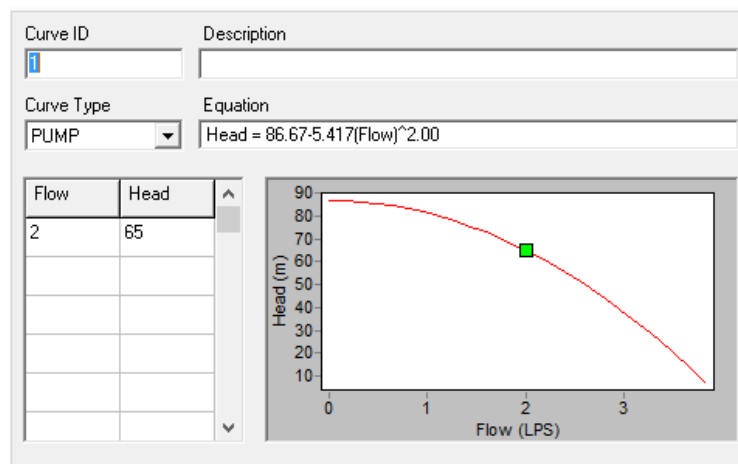 Curve ID Description
1
Curve Type Equation
PUMP Head = 86.67-5.417(Flow)^2.00
Flow Head
2 65
90
80
70
60
50
40
30
20
10
Head (m)
0 1 2 3
Flow (LPS)